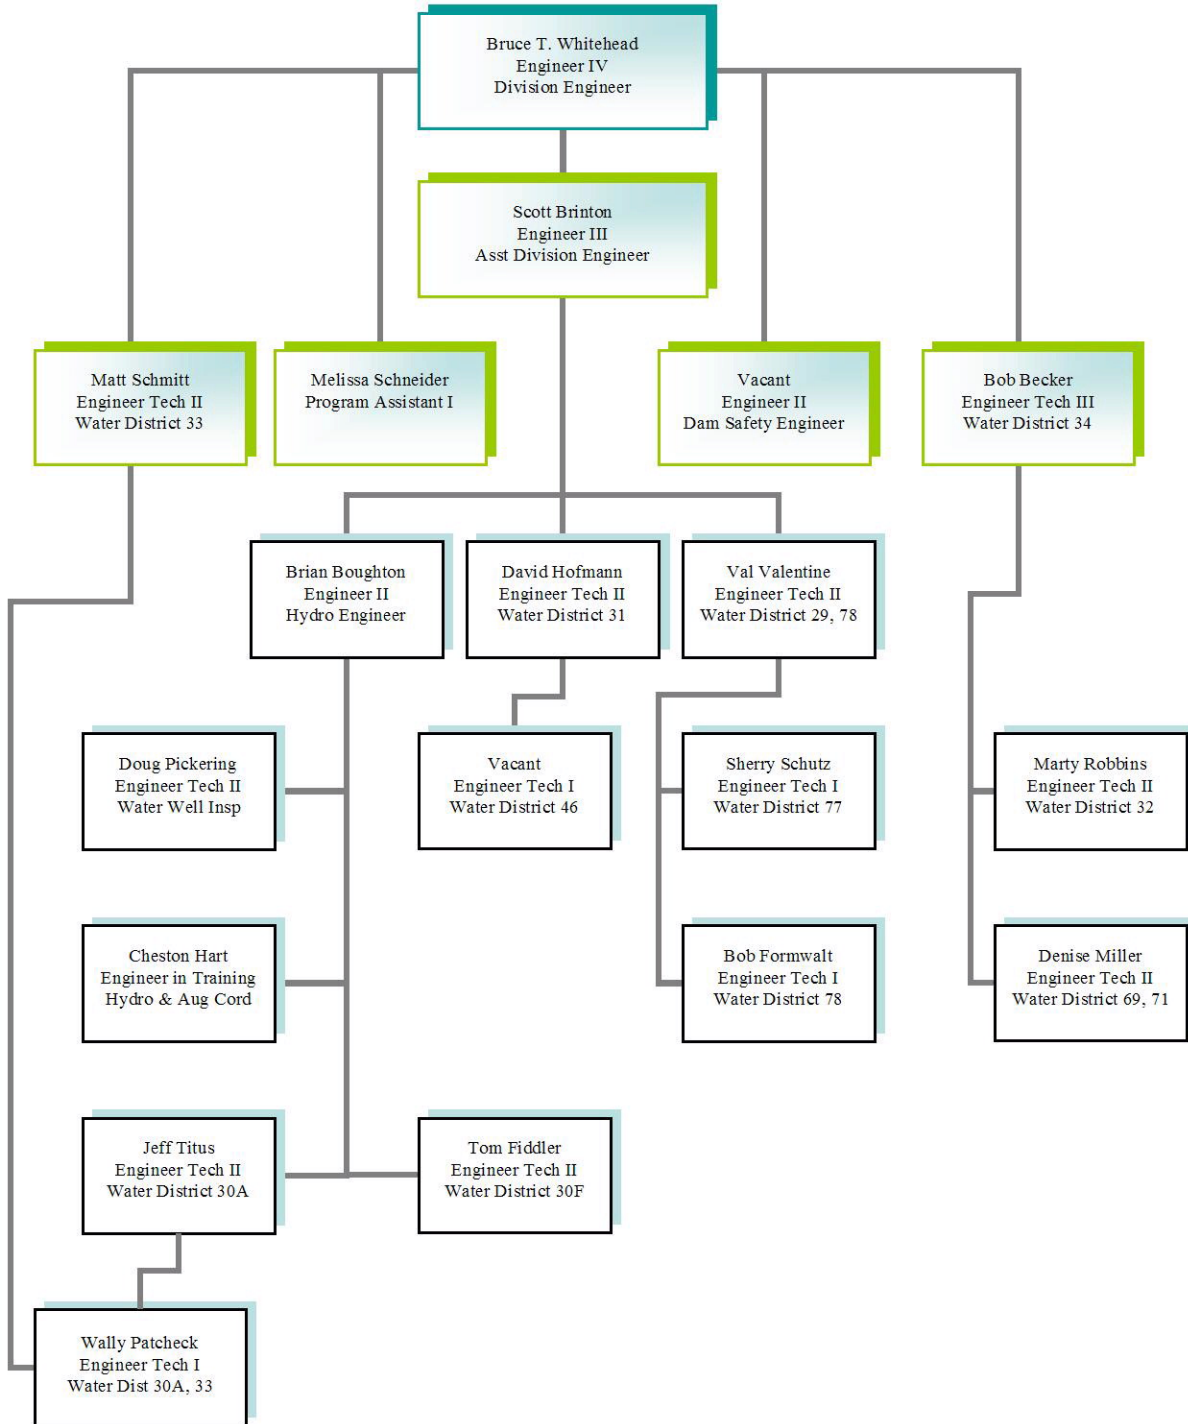 Bruce T. Whitehead
Engineer IV
Division Engineer
Scott Brinton
Engineer III
Asst Division Engineer
Matt Schmitt
Engineer Tech II
Water District 33
Melissa Schneider
Program Assistant I
Vacant
Engineer II
Dam Safety Engineer
Bob Becker
Engineer Tech III
Water District 34
Brian Boughton
Engineer II
Hydro Engineer
David Hofmann
Engineer Tech II
Water District 31
Val Valentine
Engineer Tech II
Water District 29, 78
Doug Pickering
Engineer Tech II
Water Well Insp
Vacant
Engineer Tech I
Water District 46
Sherry Schutz
Engineer Tech I
Water District 77
Marty Robbins
Engineer Tech II
Water District 32
Cheston Hart
Engineer in Training
Hydro & Aug Cord
Bob Formwalt
Engineer Tech I
Water District 78
Denise Miller
Engineer Tech II
Water District 69, 71
Jeff Titus
Engineer Tech II
Water District 30A
Tom Fiddler
Engineer Tech II
Water District 30F
Wally Patcheck
Engineer Tech I
Water Dist 30A, 33